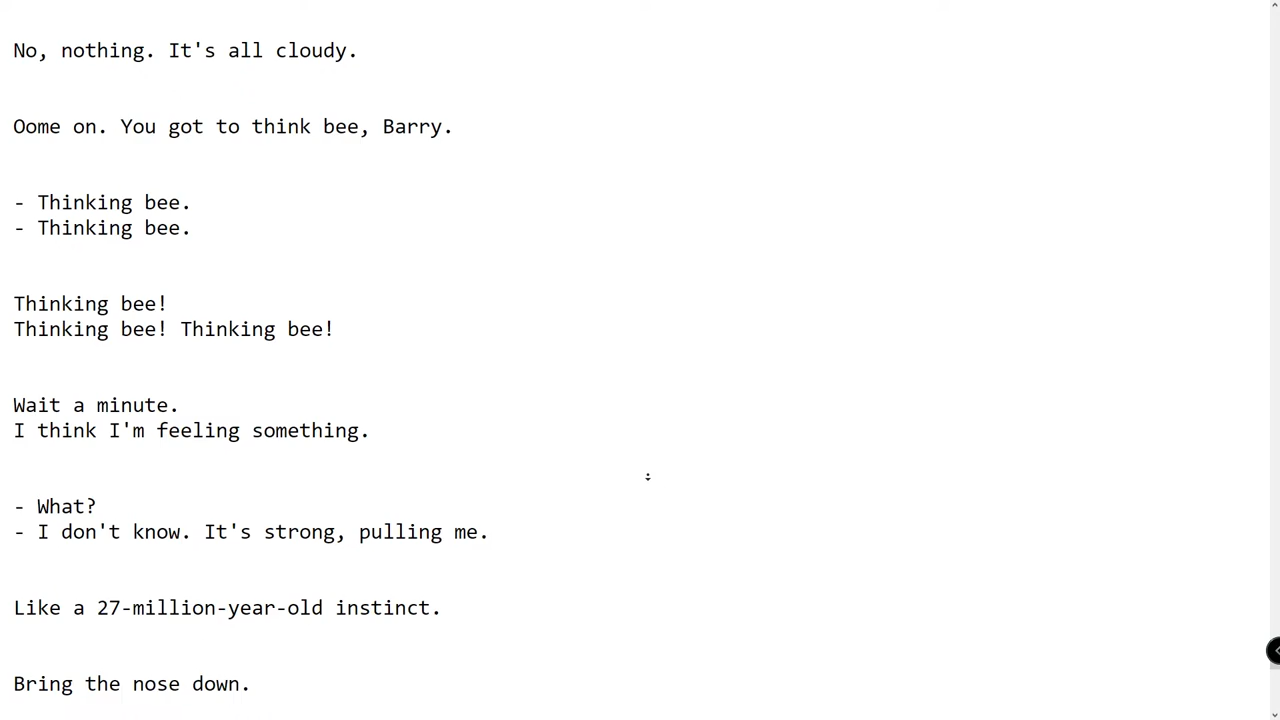 No, nothing. It's all cloudy.
Oome on. You got to think bee, Barry.
- Thinking bee.
- Thinking bee.
Thinking bee!
Thinking bee! Thinking bee!
Wait a minute.
I think I'm feeling something.
- What?
- I don't know. It's strong, pulling me.
Like a 27-million-year-old instinct.
Bring the nose down.